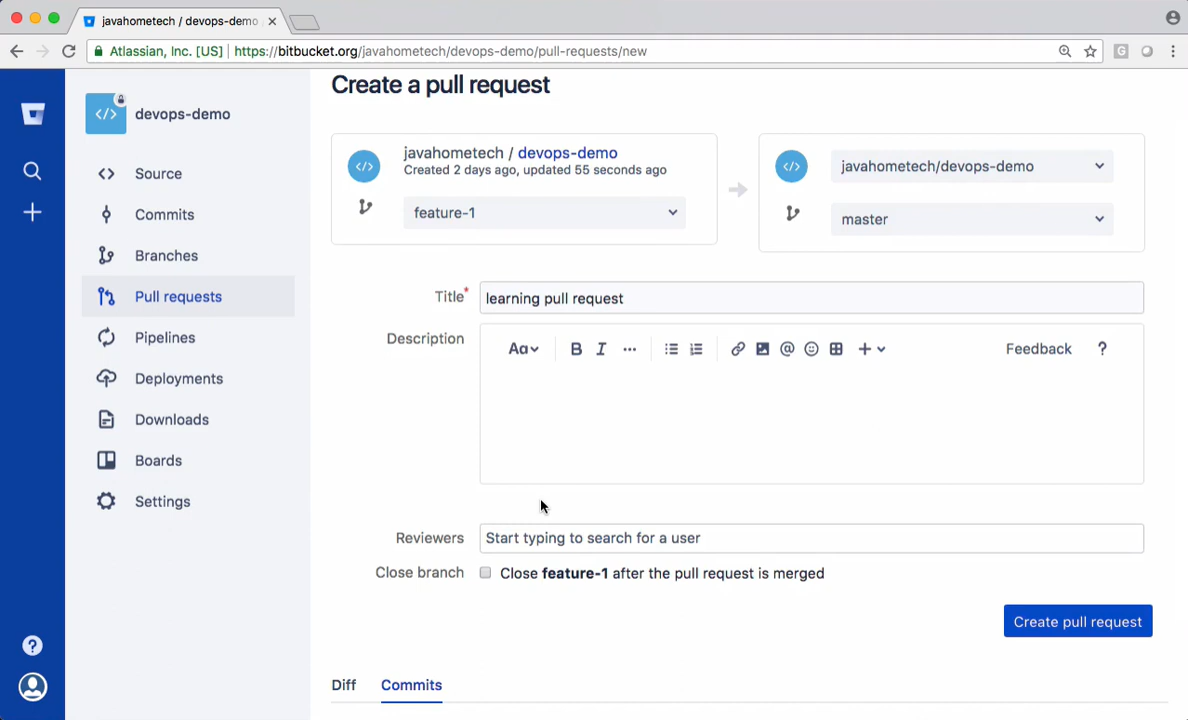 javahometech / devops-demo
Atlassian, Inc. [US] | https://bitbucket.org/javahometech/devops-demo/pull-requests/new
devops-demo
Source
Commits
Branches
Pull requests
Pipelines
Deployments
Downloads
Boards
Settings
Create a pull request
javahometech / devops-demo
Created 2 days ago, updated 55 seconds ago
feature-1
javahometech/devops-demo
master
Title*
learning pull request
Description
Aa B I ... @ + Feedback ?
Reviewers
Start typing to search for a user
Close branch
Close feature-1 after the pull request is merged
Create pull request
Diff Commits